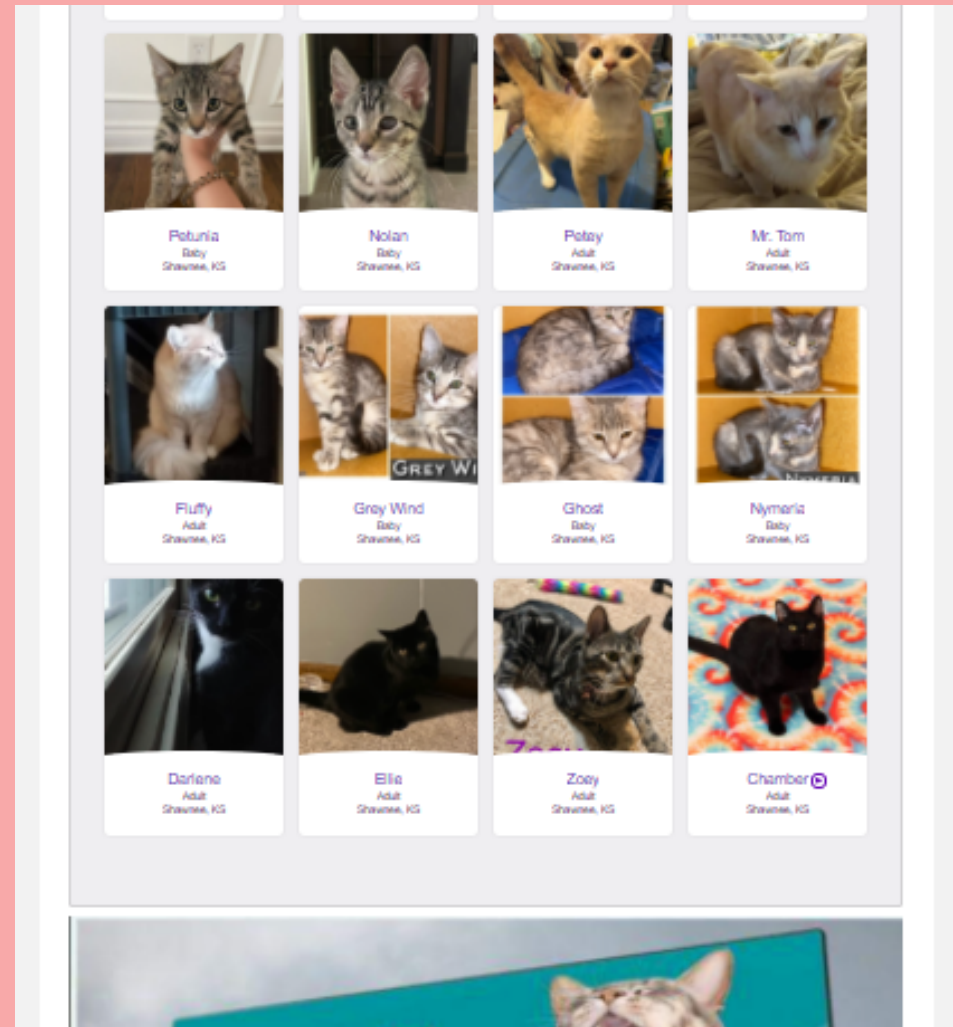 Petunia
Baby
Shawnee, KS
Nolan
Baby
Shawnee, KS
Petey
Adult
Shawnee, KS
Mr. Tom
Adult
Shawnee, KS
Fluffy
Adult
Shawnee, KS
GREY WI
Grey Wind
Baby
Shawnee, KS
Ghost
Baby
Shawnee, KS
NYMERIA
Nymeria
Baby
Shawnee, KS
Darlene
Adult
Shawnee, KS
Ellie
Adult
Shawnee, KS
Zoey
Zoey
Adult
Shawnee, KS
Chamber
Adult
Shawnee, KS